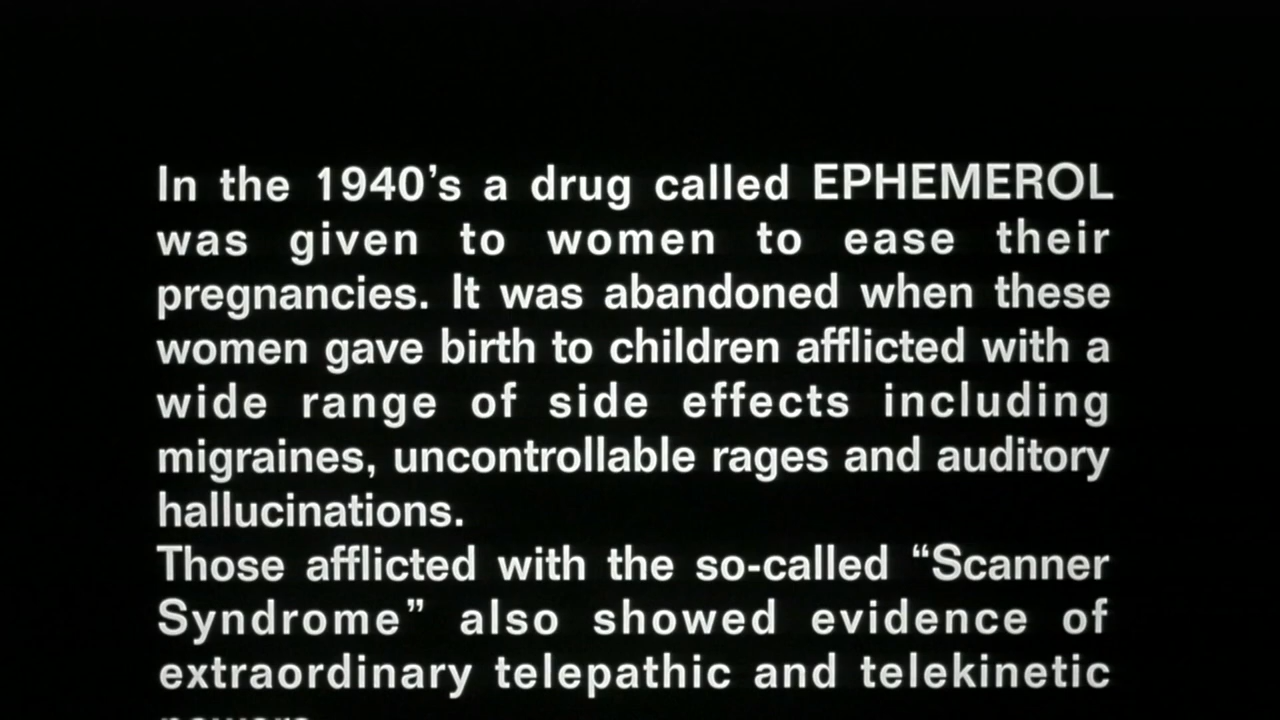 In the 1940’s a drug called EPHEMEROL
was given to women to ease their
pregnancies. It was abandoned when these
women gave birth to children afflicted with a
wide range of side effects including
migraines, uncontrollable rages and auditory
hallucinations.
Those afflicted with the so-called “Scanner
Syndrome” also showed evidence of
extraordinary telepathic and telekinetic